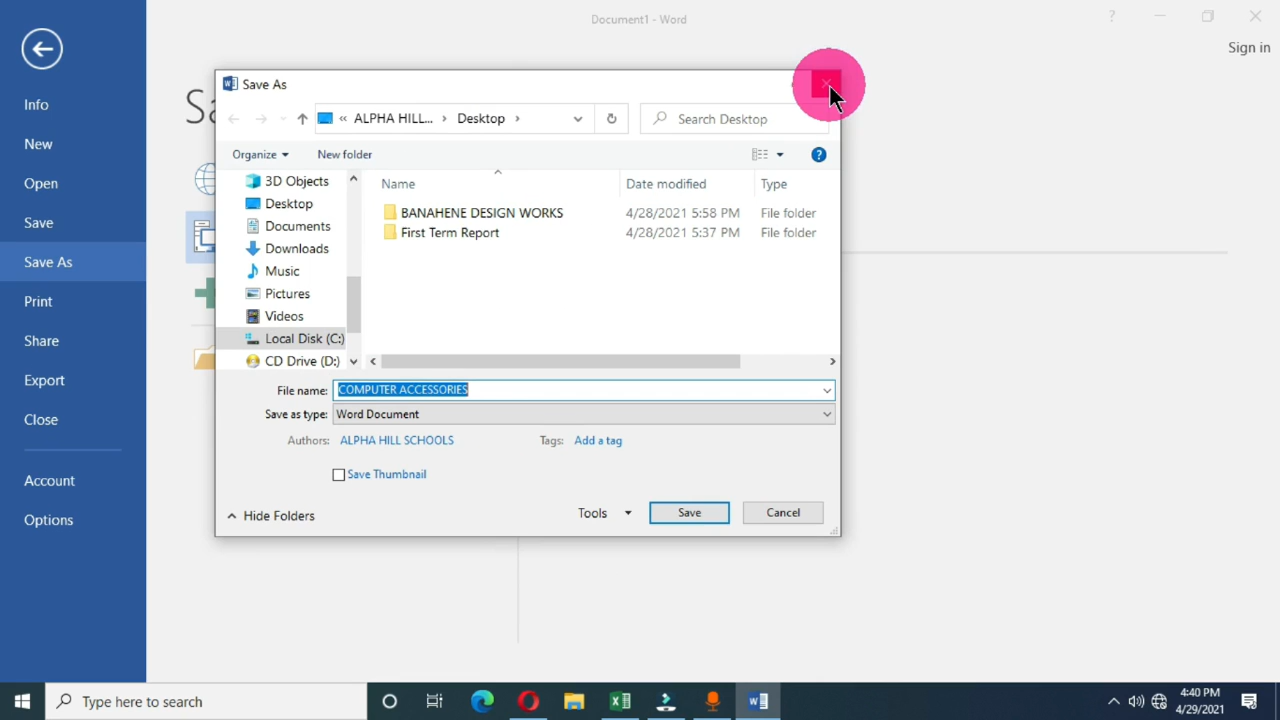 Document1 - Word
?
Sign in
Info
New
Open
Save
Save As
Print
Share
Export
Close
Account
Options
Save As
« ALPHA HILL... › Desktop ›
Search Desktop
Organize
New folder
?
3D Objects
Desktop
Documents
Downloads
Music
Pictures
Videos
Local Disk (C:)
CD Drive (D:)
Name Date modified Type
BANAHENE DESIGN WORKS 4/28/2021 5:58 PM File folder
First Term Report 4/28/2021 5:37 PM File folder
File name: COMPUTER ACCESSORIES
Save as type: Word Document
Authors: ALPHA HILL SCHOOLS Tags: Add a tag
Save Thumbnail
Hide Folders
Tools Save Cancel
Type here to search
4:40 PM
4/29/2021